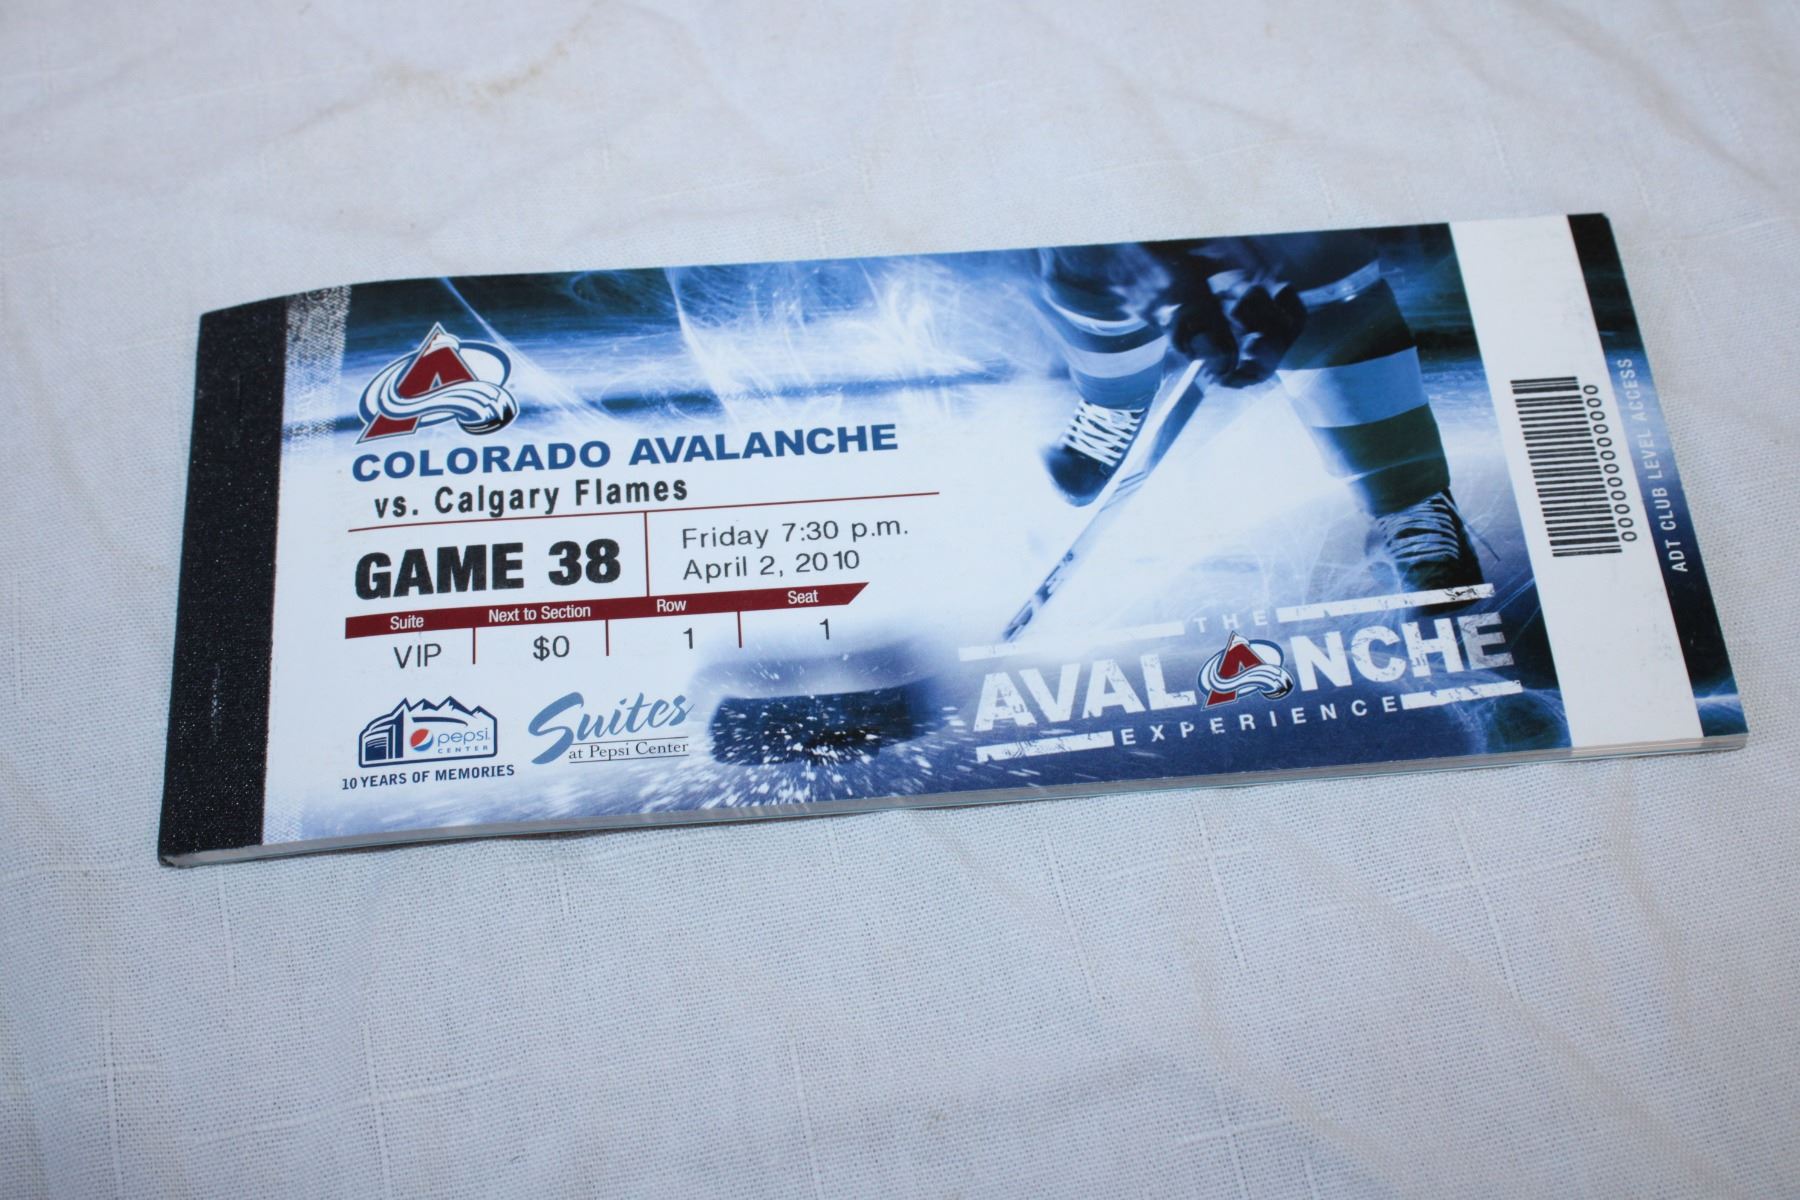 COLORADO AVALANCHE
vs. Calgary Flames
GAME 38
Friday 7:30 p.m.
April 2, 2010
Suite Next to Section Row Seat
VIP $0 1 1
pepsi
CENTER
10 YEARS OF MEMORIES
Suites
at Pepsi Center
THE
AVALANCHE
EXPERIENCE
ADT CLUB LEVEL ACCESS